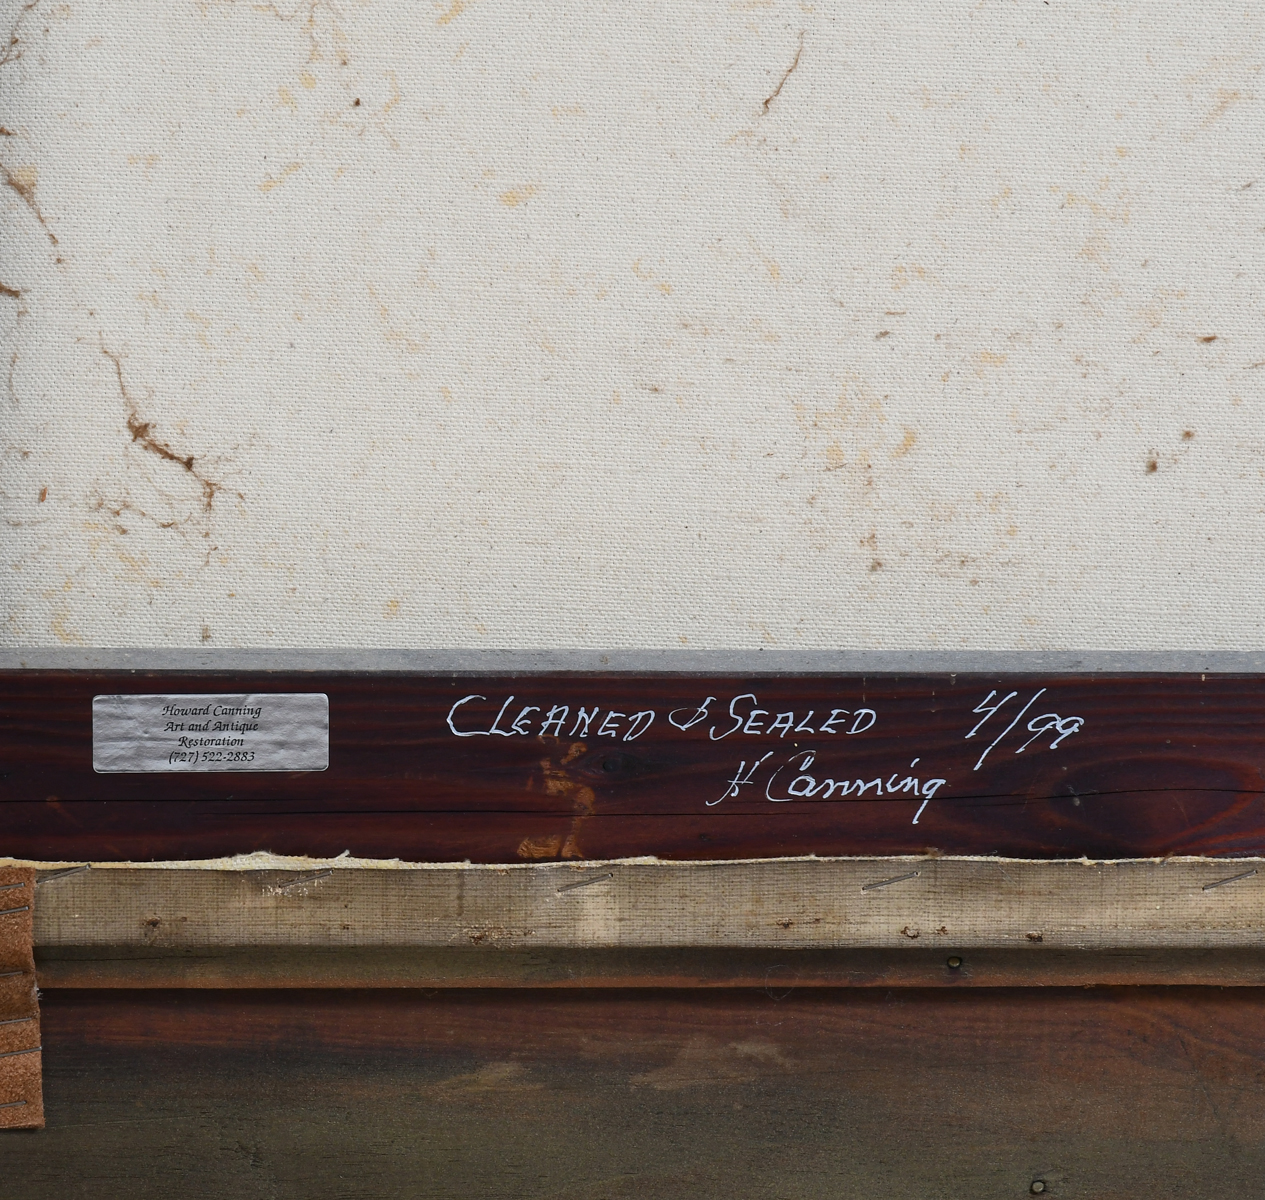 Howard Canning
Art and Antique
Restoration
(727) 522-2883
CLEANED & SEALED 4/99
H Canning